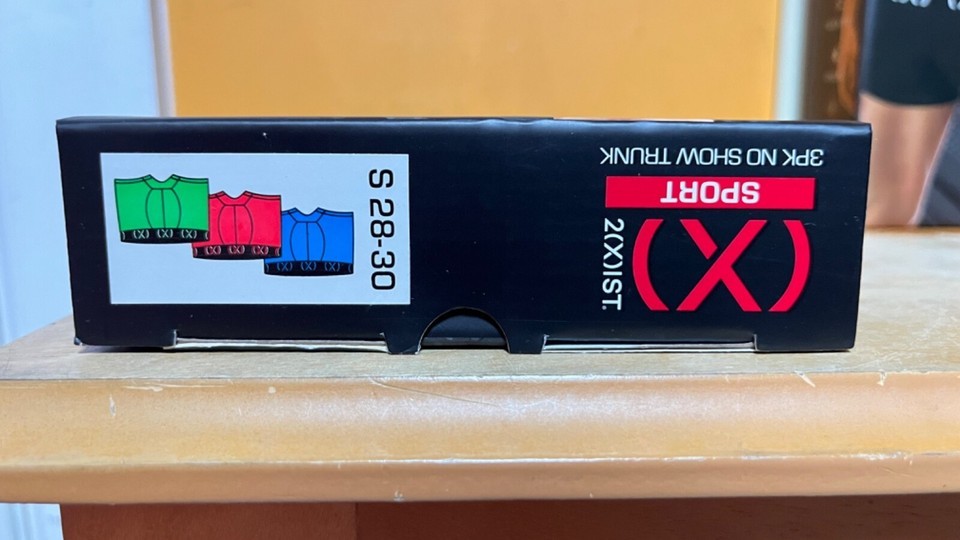 (X)
2(X)IST.
SPORT
3PK NO SHOW TRUNK
S 28-30
(X) (X) (X)
(X) (X) (X)
(X) (X) (X)